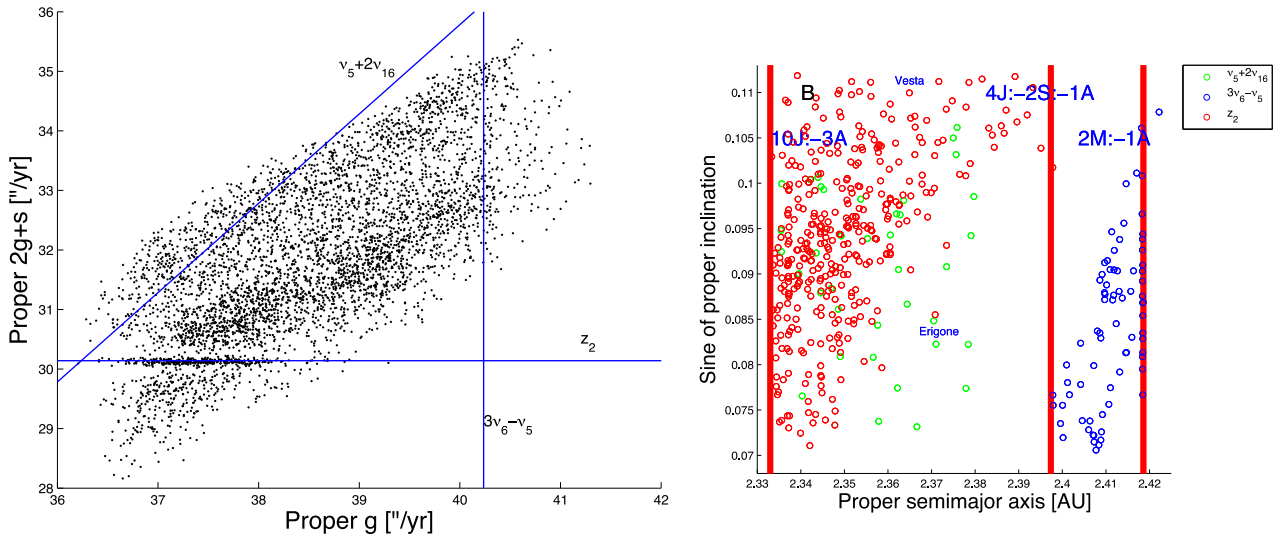 36
35
34
33
32
31
30
29
28
Proper 2g+s ["/yr]
ν5+2ν16
z2
3ν6−ν5
36 37 38 39 40 41 42
Proper g ["/yr]
0.11
0.105
0.1
0.095
0.09
0.085
0.08
0.075
0.07
Sine of proper inclination
B
Vesta
4J:−2S:−1A
10J:−3A
2M:−1A
Erigone
2.33 2.34 2.35 2.36 2.37 2.38 2.39 2.4 2.41 2.42
Proper semimajor axis [AU]
ν5+2ν16
3ν6−ν5
z2